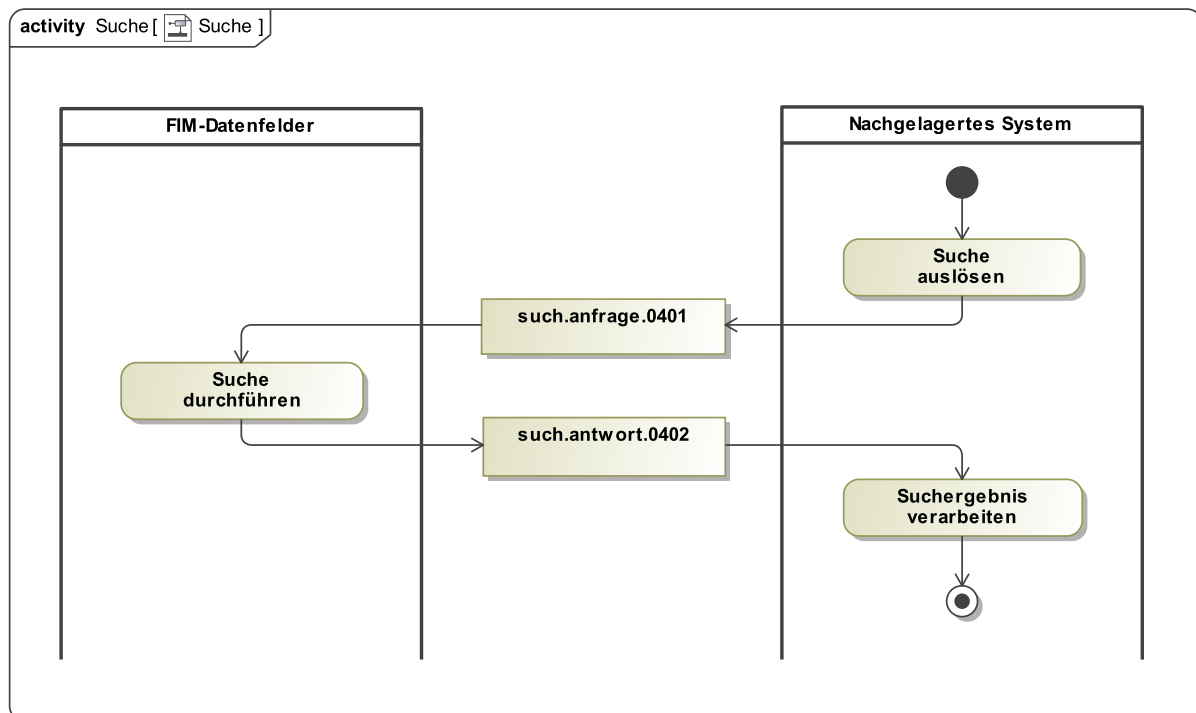 activity Suche [ Suche ]
FIM-Datenfelder
Nachgelagertes System
Suche
auslösen
such.anfrage.0401
Suche
durchführen
such.antwort.0402
Suchergebnis
verarbeiten